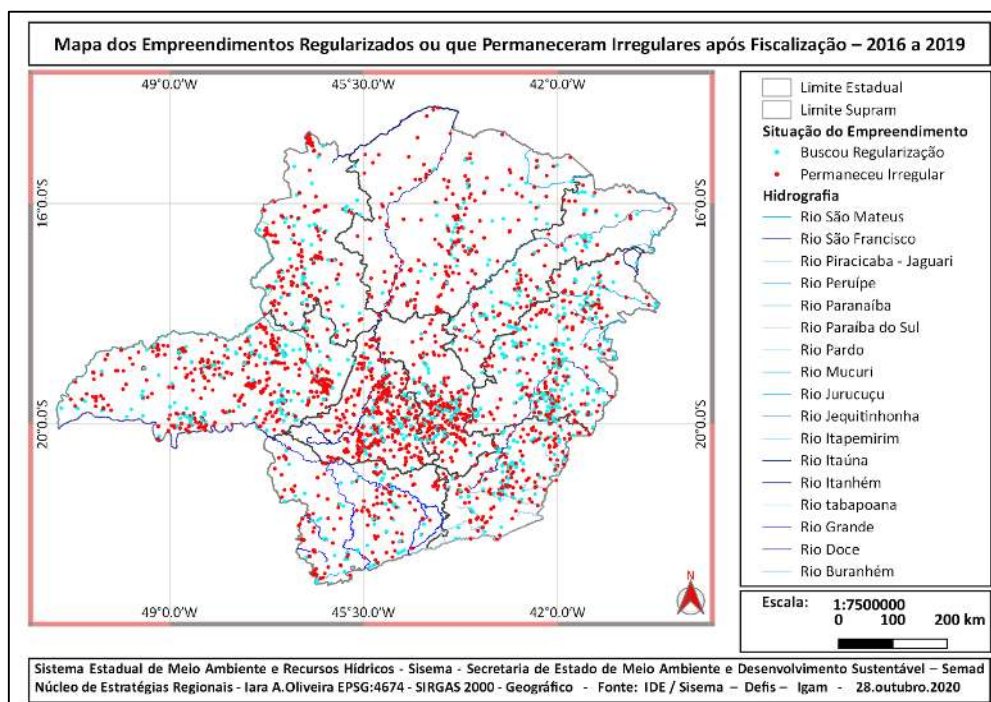 Mapa dos Empreendimentos Regularizados ou que Permaneceram Irregulares após Fiscalização – 2016 a 2019
49°0.0'W 45°30.0'W 42°0.0'W
16°0.0'S 16°0.0'S
20°0.0'S 20°0.0'S
49°0.0'W 45°30.0'W 42°0.0'W
Limite Estadual
Limite Supram
Situação do Empreendimento
Buscou Regularização
Permaneceu Irregular
Hidrografia
Rio São Mateus
Rio São Francisco
Rio Piracicaba - Jaguari
Rio Peruípe
Rio Paranaíba
Rio Paraíba do Sul
Rio Pardo
Rio Mucuri
Rio Jurucuçu
Rio Jequitinhonha
Rio Itapemirim
Rio Itaúna
Rio Itanhém
Rio tabapoana
Rio Grande
Rio Doce
Rio Buranhém
N
Escala: 1:7500000
0 100 200 km
Sistema Estadual de Meio Ambiente e Recursos Hídricos - Sisema - Secretaria de Estado de Meio Ambiente e Desenvolvimento Sustentável – Semad
Núcleo de Estratégias Regionais - Iara A.Oliveira EPSG:4674 - SIRGAS 2000 - Geográfico - Fonte: IDE / Sisema – Defis – Igam - 28.outubro.2020